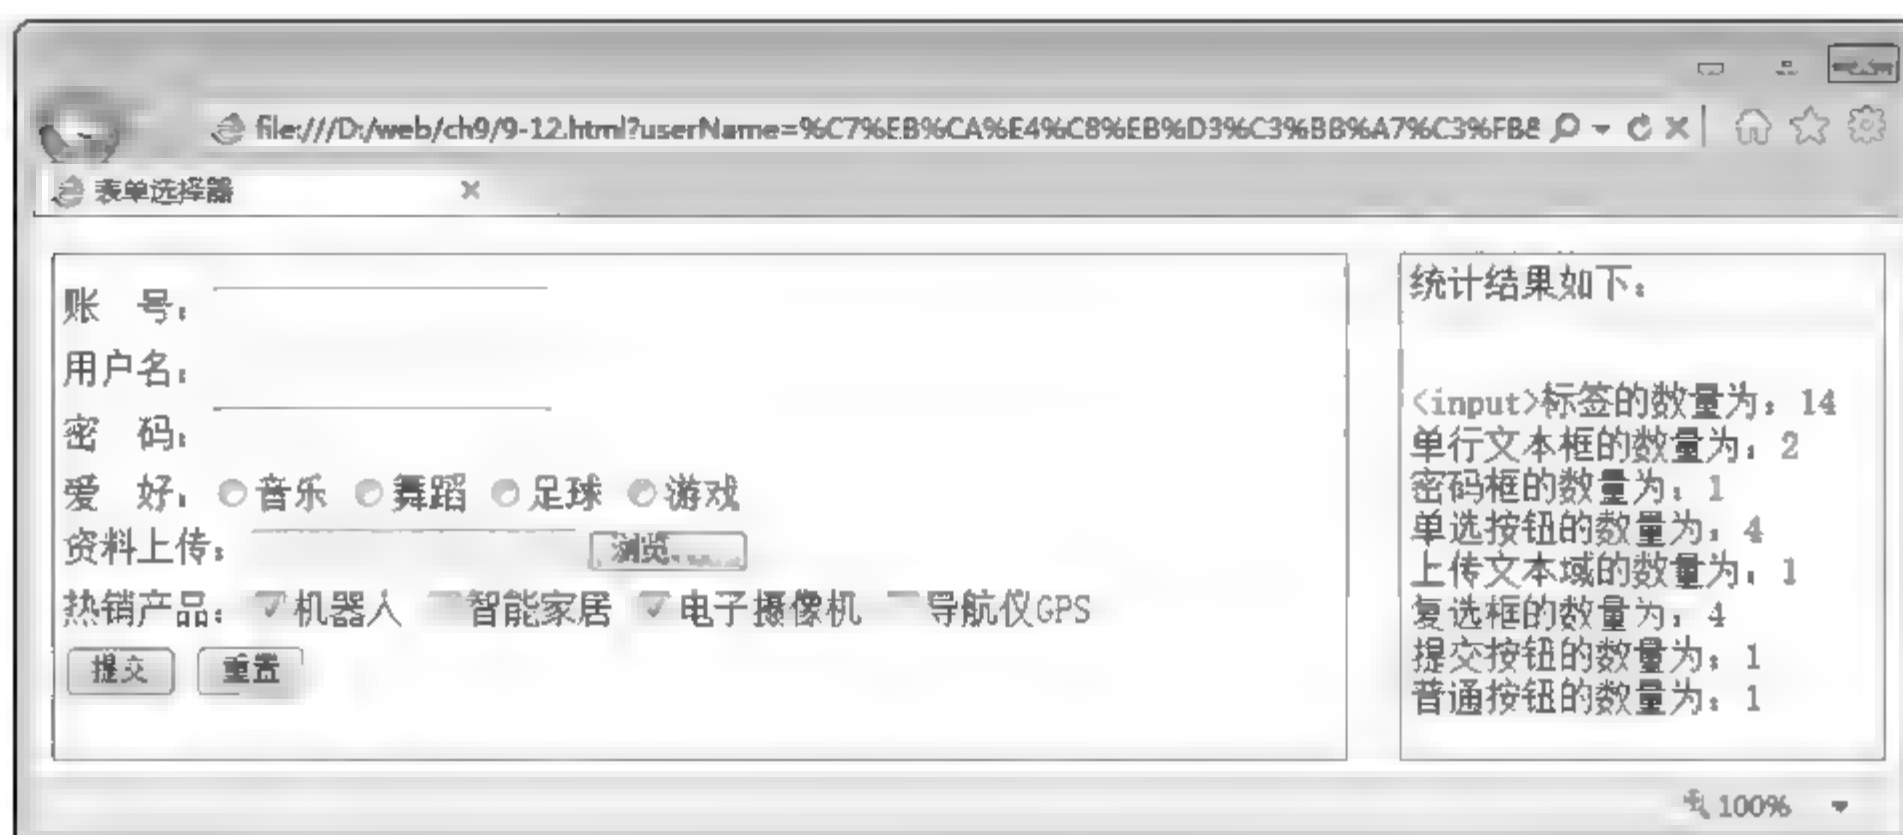 file:///D:/web/ch9/9-12.html?userName=%C7%EB%CA%E4%C8%EB%D3%C3%BB%A7%C3%FB&
表单选择器
账 号：
用户名：
密 码：
爱 好：音乐 舞蹈 足球 游戏
资料上传： 浏览...
热销产品：机器人 智能家居 电子摄像机 导航仪GPS
提交 重置
统计结果如下：
<input>标签的数量为：14
单行文本框的数量为：2
密码框的数量为：1
单选按钮的数量为：4
上传文本域的数量为：1
复选框的数量为：4
提交按钮的数量为：1
普通按钮的数量为：1
100%